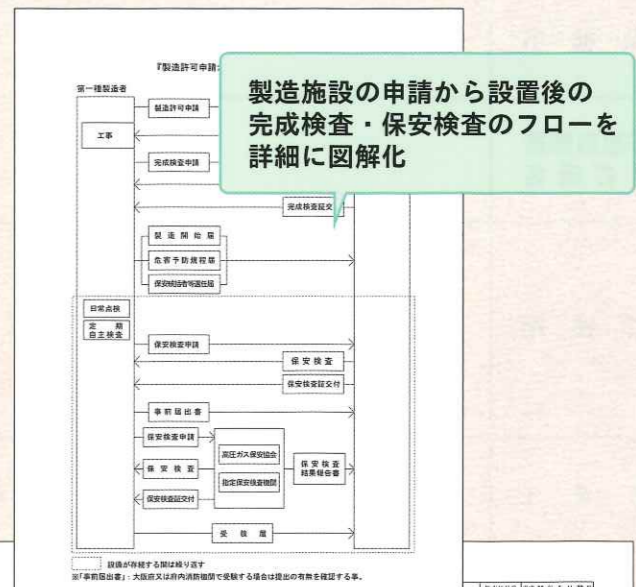 『製造許可申請
第一種製造者
製造許可申請
工事
完成検査申請
完成検査証交
製造開始届
危害予防規程届
保安統括者等選任届
日常点検
定期
自主検査
保安検査申請
保安検査
保安検査証交付
事前届出書
保安検査申請
高圧ガス保安協会
保安検査
指定保安検査機関
保安検査
結果報告書
保安検査証交付
受検届
設備が存続する間は繰り返す
※「事前届出書」：大阪府又は府内消防機関で受験する場合は提出の有無を確認する事。
製造施設の申請から設置後の
完成検査・保安検査のフローを
詳細に図解化